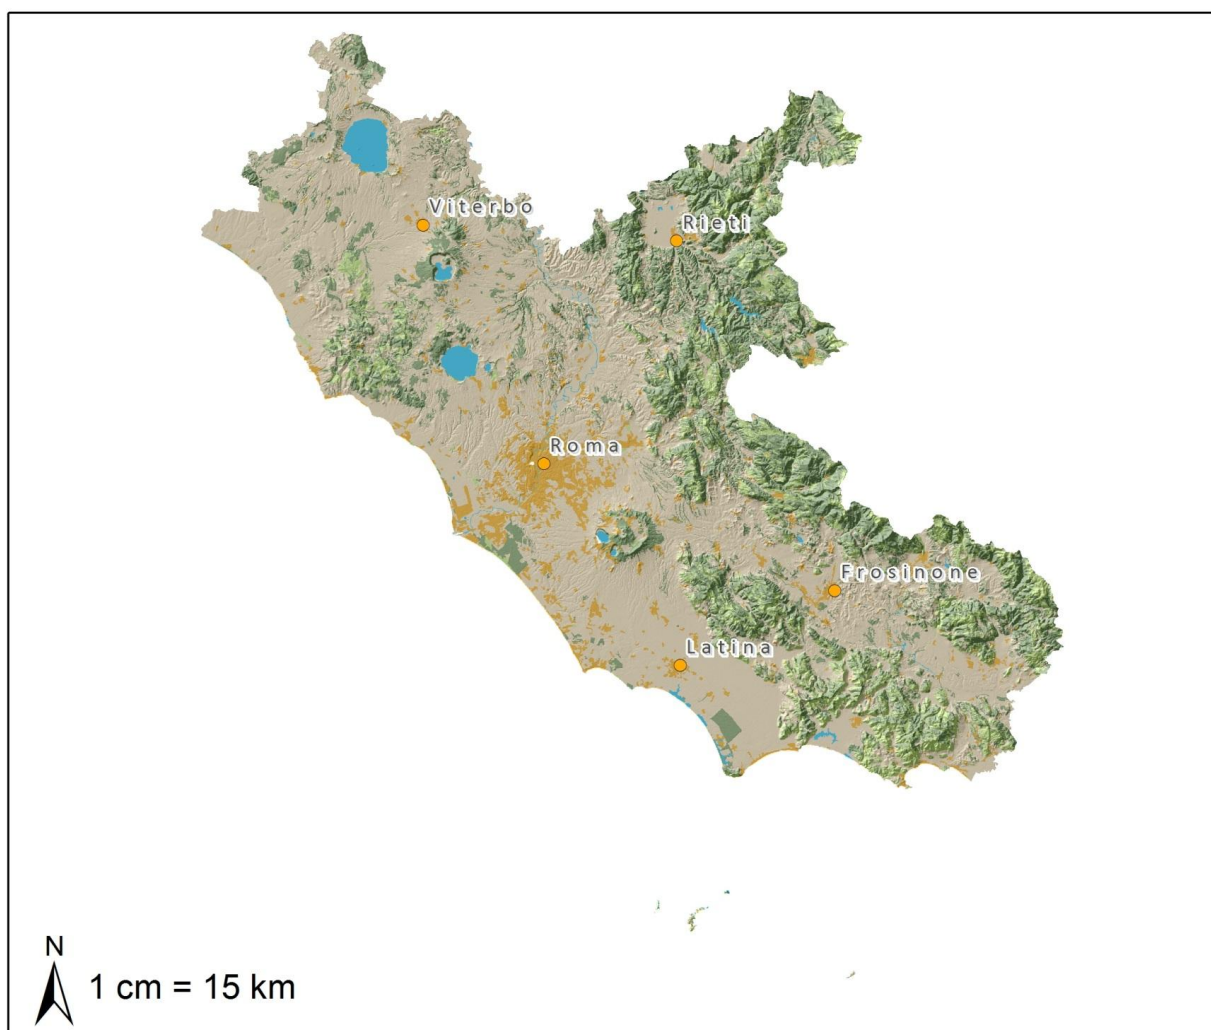 Viterbo
Rieti
Roma
Frosinone
Latina
N
1 cm = 15 km